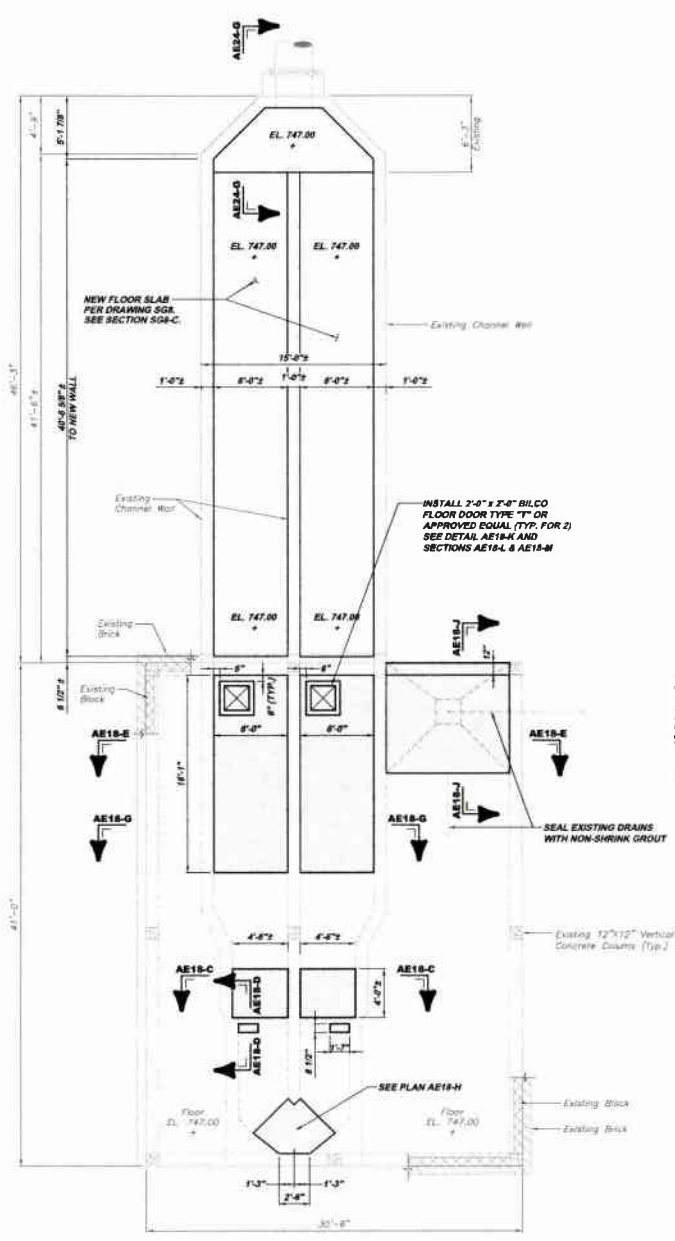 AE24-G
4'-9"
5'-1 7/8"
EL. 747.00
6'-3"
Existing
AE24-G
EL. 747.00
EL. 747.00
NEW FLOOR SLAB
PER DRAWING SG8.
SEE SECTION SG8-C.
Existing Channel Wall
46'-3"
41'-6"±
TO NEW WALL
15'-0"±
1'-0"±
6'-0"±
1'-0"±
6'-0"±
1'-0"±
Existing
Channel Wall
INSTALL 2'-0" x 2'-0" BILCO
FLOOR DOOR TYPE "T" OR
APPROVED EQUAL (TYP. FOR 2)
SEE DETAIL AE18-K AND
SECTIONS AE18-L & AE18-M
EL. 747.00
EL. 747.00
Existing
Brick
AE18-J
12"
6"
6" (TYP.)
6"
8 1/2" ±
Existing
Block
AE18-E
6'-0"
6'-0"
AE18-E
16'-1"
AE18-J
AE18-G
AE18-G
SEAL EXISTING DRAINS
WITH NON-SHRINK GROUT
41'-0"
Existing 12"X12" Vertical
Concrete Colums (Typ.)
4'-6"±
4'-6"±
AE18-C
AE18-D
AE18-C
4'-0"±
AE18-D
8 1/2"
1'-7"
SEE PLAN AE18-H
Floor
EL. 747.00
Floor
EL. 747.00
Existing Block
Existing Brick
1'-3"
1'-3"
2'-6"
30'-6"